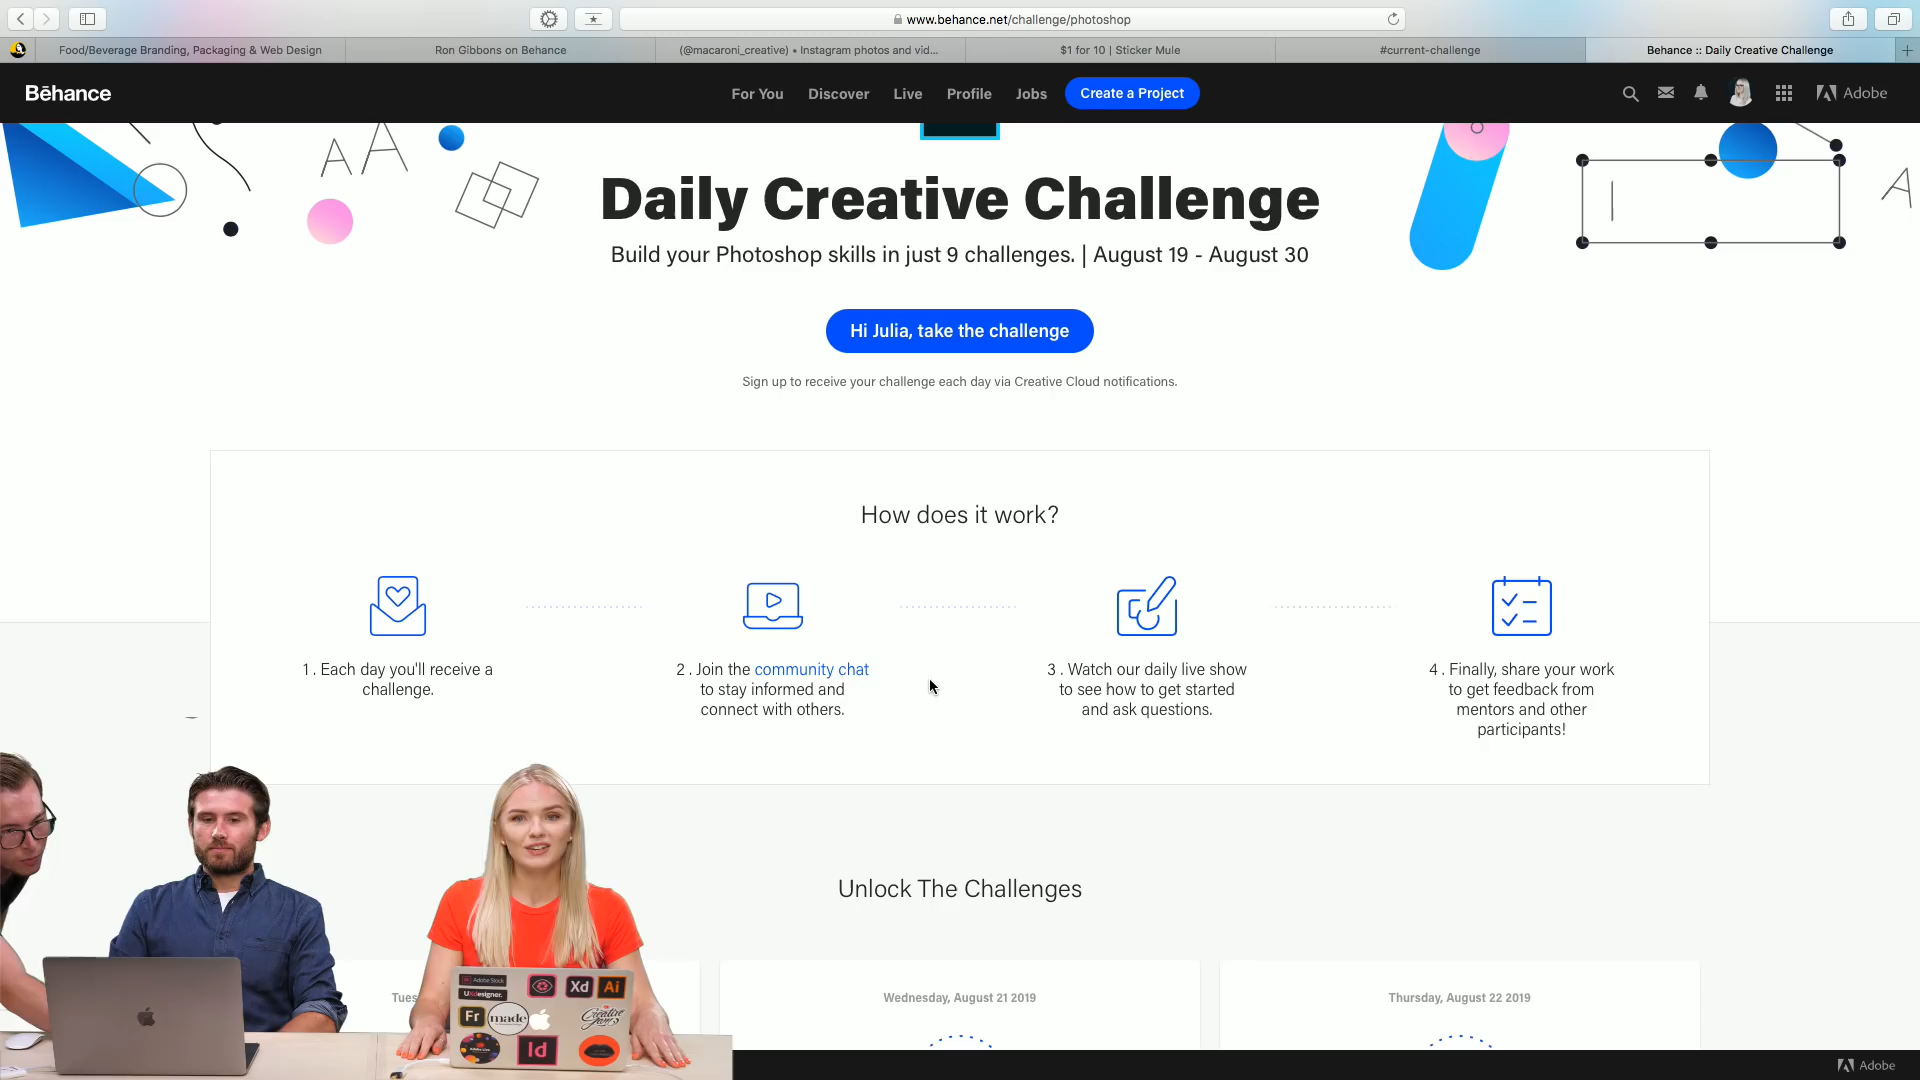 www.behance.net/challenge/photoshop
Food/Beverage Branding, Packaging & Web Design
Ron Gibbons on Behance
(@macaroni_creative) • Instagram photos and vid...
$1 for 10 | Sticker Mule
#current-challenge
Behance :: Daily Creative Challenge
Bēhance
For You
Discover
Live
Profile
Jobs
Create a Project
Adobe
A A
A
Daily Creative Challenge
Build your Photoshop skills in just 9 challenges. | August 19 - August 30
Hi Julia, take the challenge
Sign up to receive your challenge each day via Creative Cloud notifications.
How does it work?
1 . Each day you'll receive a
challenge.
2 . Join the community chat
to stay informed and
connect with others.
3 . Watch our daily live show
to see how to get started
and ask questions.
4 . Finally, share your work
to get feedback from
mentors and other
participants!
Unlock The Challenges
Tues
Wednesday, August 21 2019
Thursday, August 22 2019
Adobe Stock
UXdesigner.
Xd
Ai
Fr
made
Creative Jam
Id
Adobe